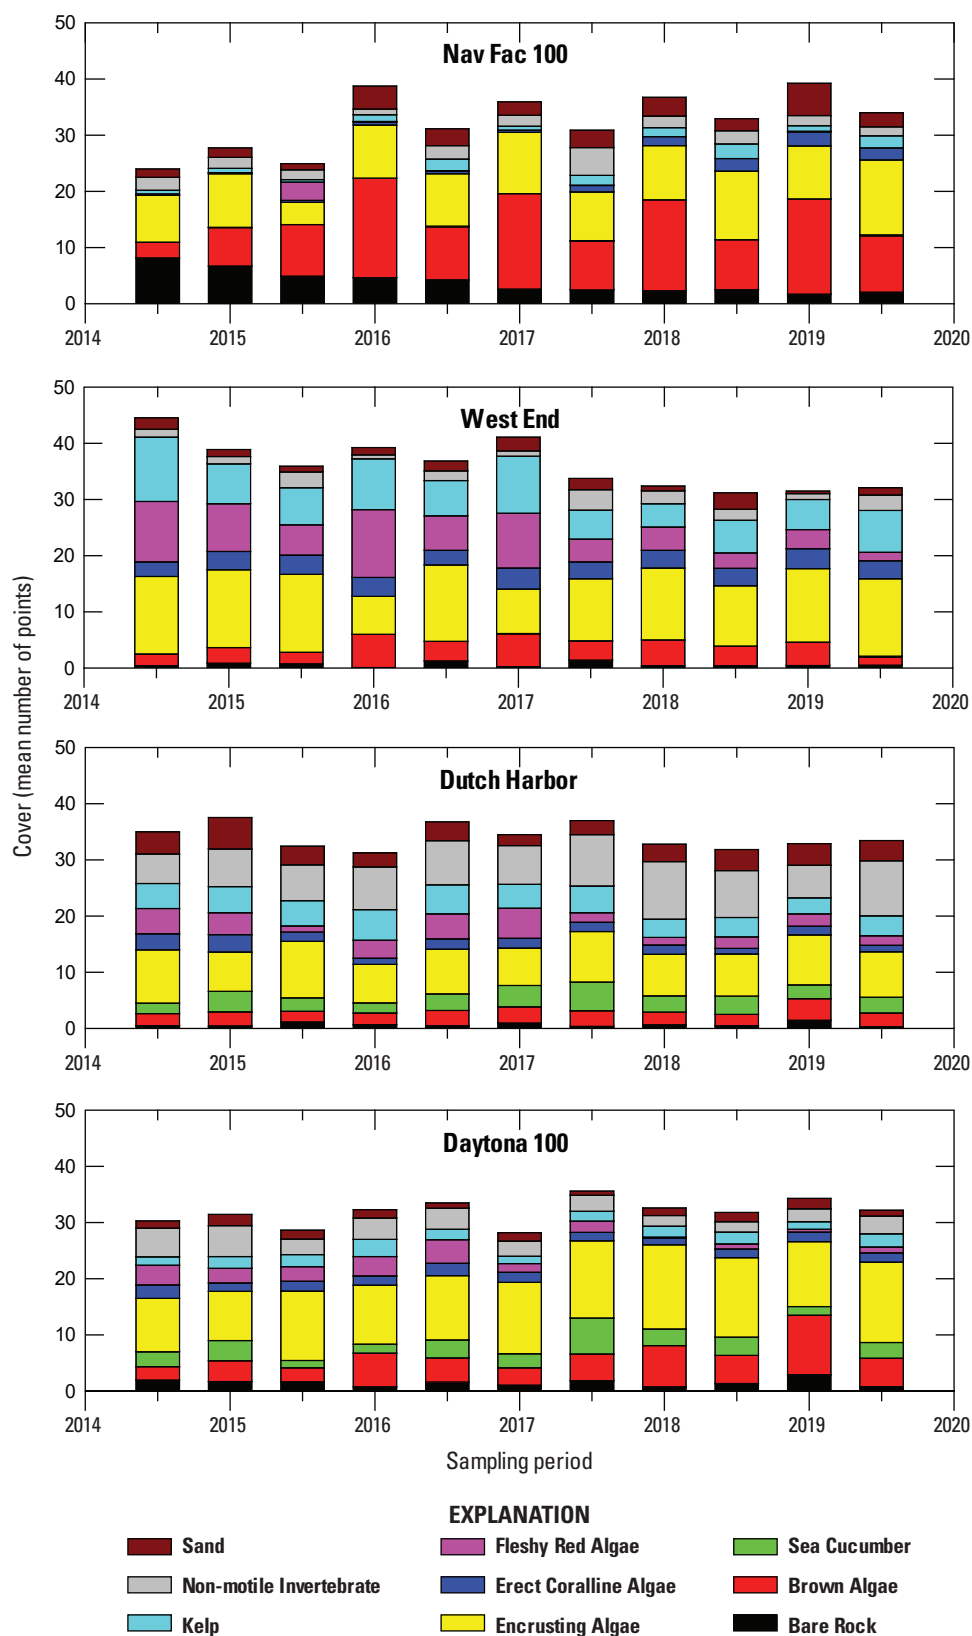 Nav Fac 100
50
40
30
20
10
0
2014 2015 2016 2017 2018 2019 2020
West End
50
40
30
20
10
0
2014 2015 2016 2017 2018 2019 2020
Cover (mean number of points)
Dutch Harbor
50
40
30
20
10
0
2014 2015 2016 2017 2018 2019 2020
Daytona 100
50
40
30
20
10
0
2014 2015 2016 2017 2018 2019 2020
Sampling period
EXPLANATION
Sand Fleshy Red Algae Sea Cucumber
Non-motile Invertebrate Erect Coralline Algae Brown Algae
Kelp Encrusting Algae Bare Rock